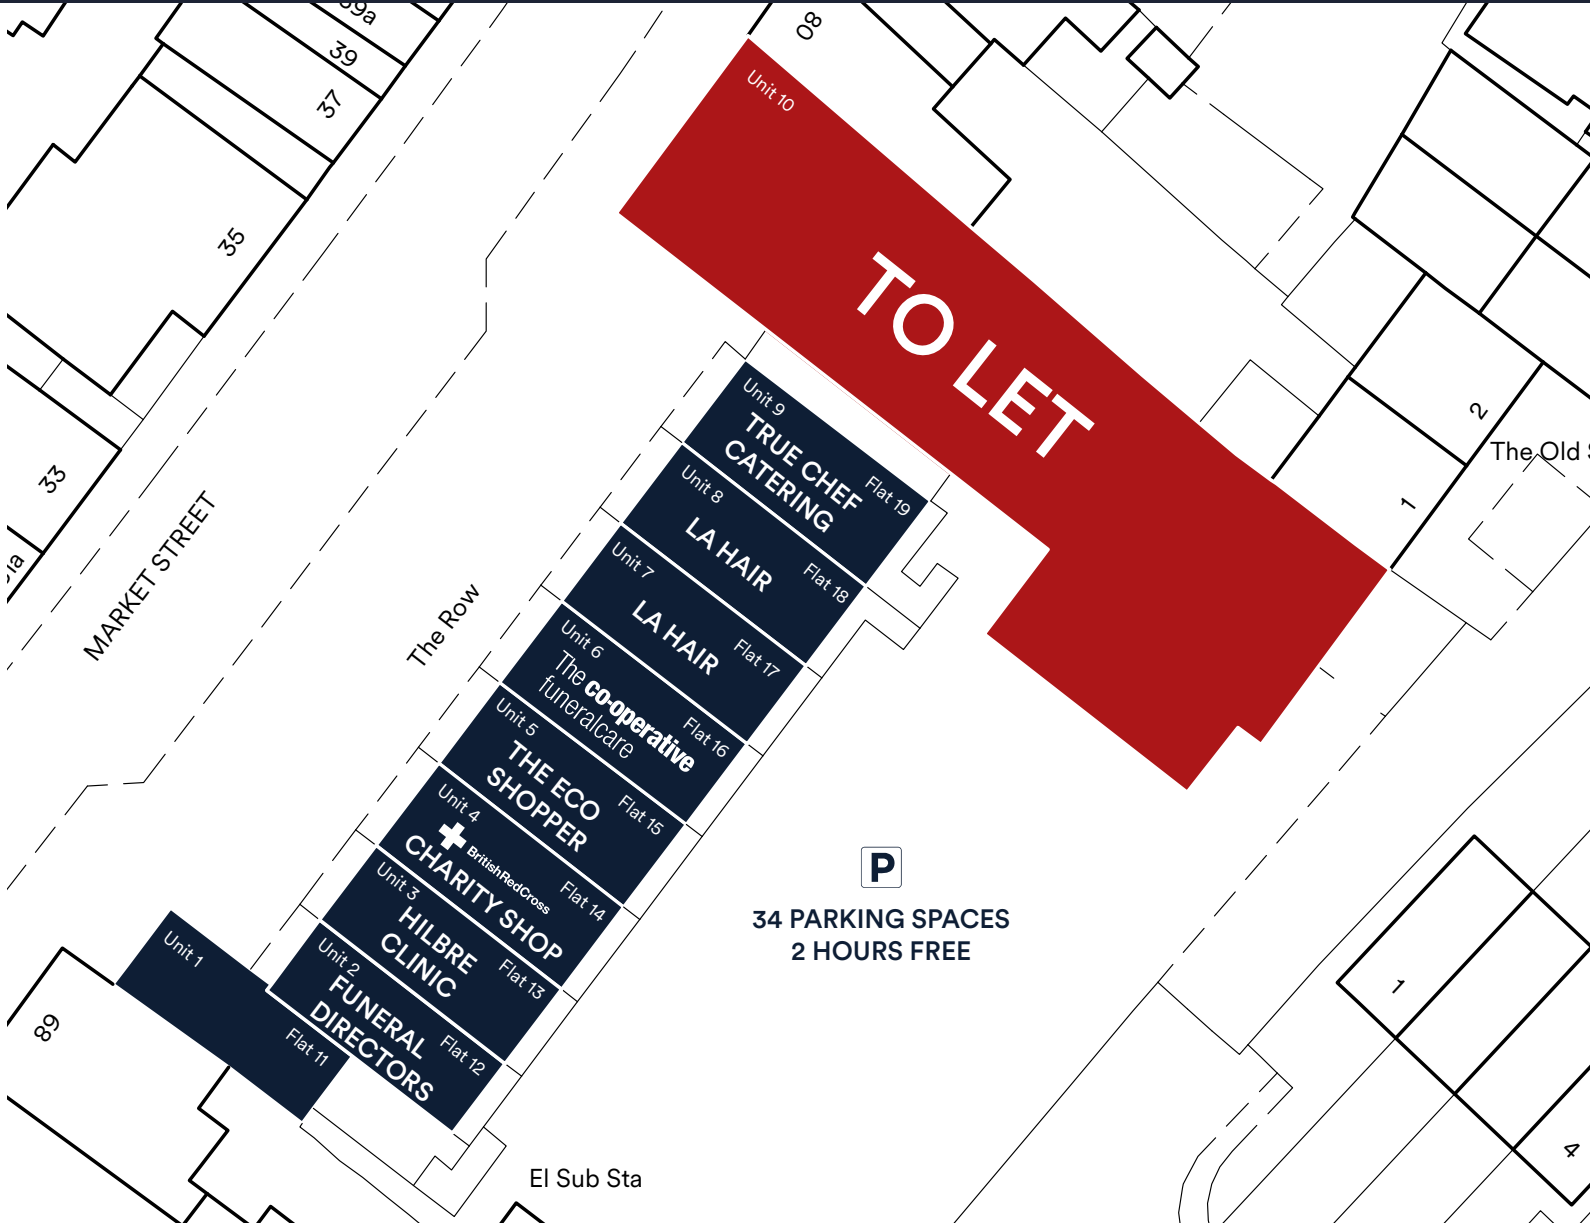 39a
39
37
35
33
MARKET STREET
The Row
80
Unit 10
TO LET
Unit 9
TRUE CHEF
CATERING
Flat 19
Unit 8
LA HAIR
Flat 18
Unit 7
LA HAIR
Flat 17
Unit 6
The co-operative
funeralcare
Flat 16
Unit 5
THE ECO
SHOPPER
Flat 15
Unit 4
BritishRedCross
CHARITY SHOP
Flat 14
Unit 3
HILBRE
CLINIC
Flat 13
Unit 2
FUNERAL
DIRECTORS
Flat 12
Unit 1
Flat 11
68
El Sub Sta
P
34 PARKING SPACES
2 HOURS FREE
2
1
The Old
1
4